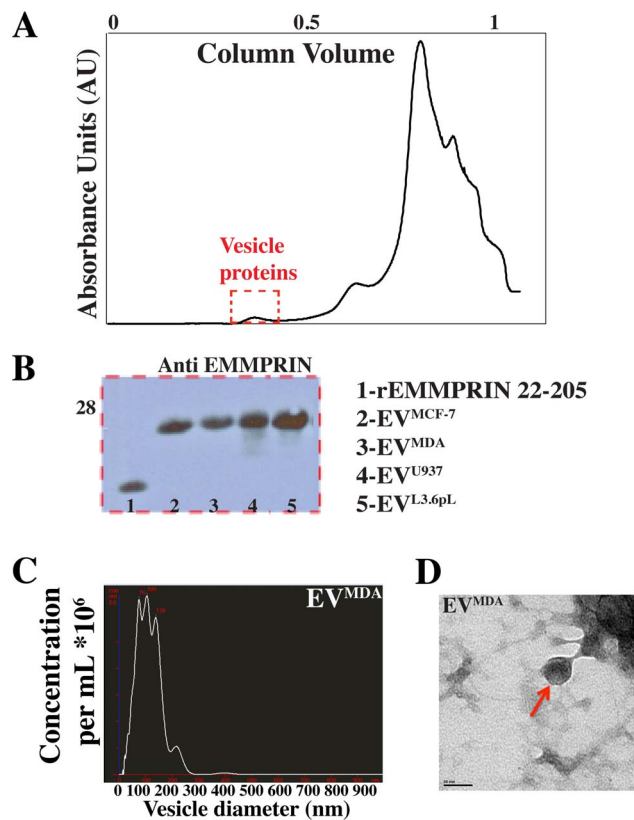 A
0 0.5 1
Column Volume
Absorbance Units (AU)
Vesicle
proteins
B
Anti EMMPRIN
28
1 2 3 4 5
1-rEMMPRIN 22-205
2-EVMCF-7
3-EVMDA
4-EVU937
5-EVL3.6pL
C
EVMDA
Concentration
per mL *10⁶
0 100 200 300 400 500 600 700 800 900
Vesicle diameter (nm)
D
EVMDA